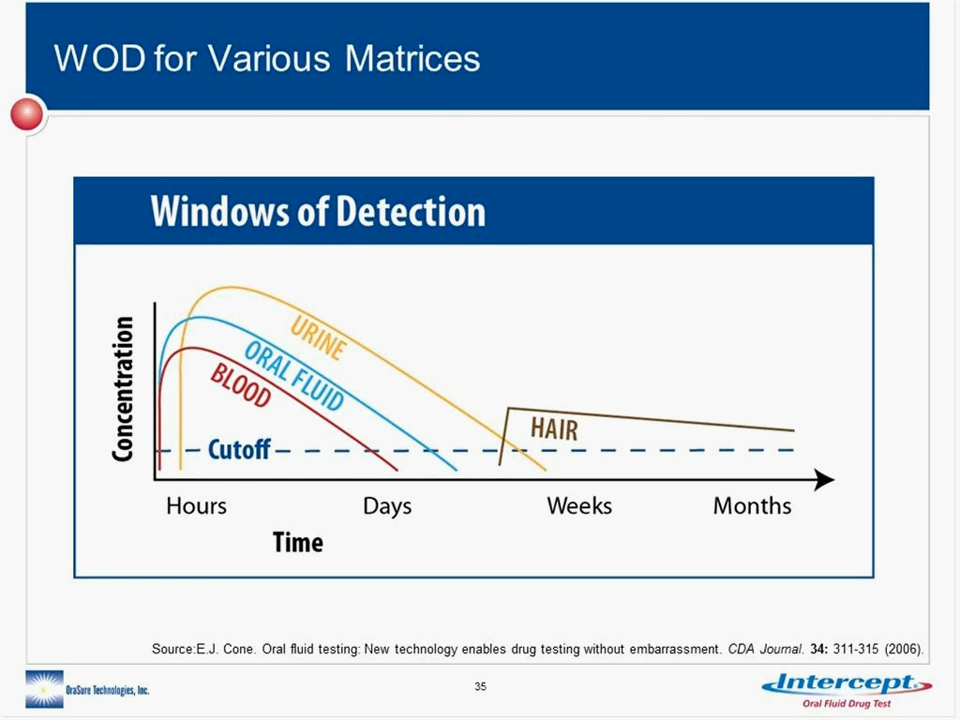 WOD for Various Matrices
Windows of Detection
Concentration
URINE
ORAL FLUID
BLOOD
HAIR
Cutoff
Hours Days Weeks Months
Time
Source:E.J. Cone. Oral fluid testing: New technology enables drug testing without embarrassment. CDA Journal. 34: 311-315 (2006).
OraSure Technologies, Inc.
35
Intercept®
Oral Fluid Drug Test